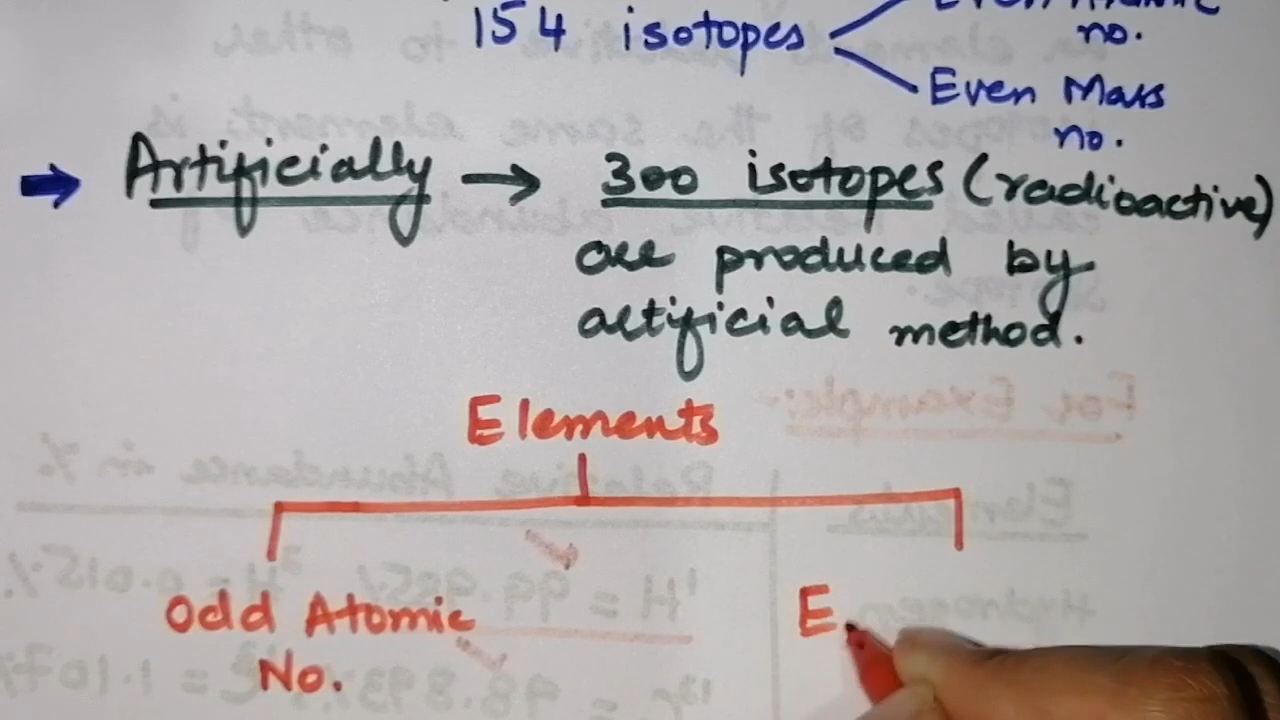 154 isotopes
no.
Even Mass
no.
Artificially → 300 isotopes (radioactive)
are produced by
artificial method.
Elements
Odd Atomic
No.
E